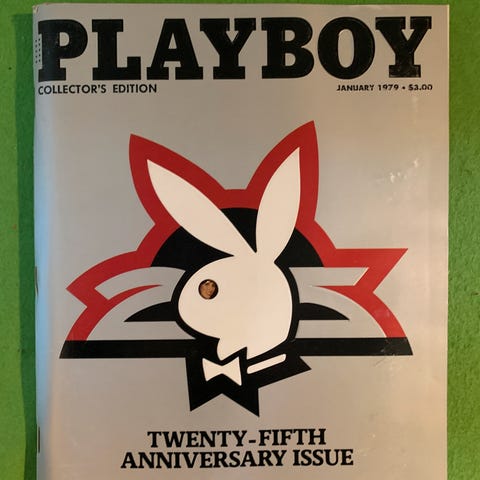 PLAYBOY
COLLECTOR'S EDITION
JANUARY 1979 • $3.00
TWENTY-FIFTH
ANNIVERSARY ISSUE